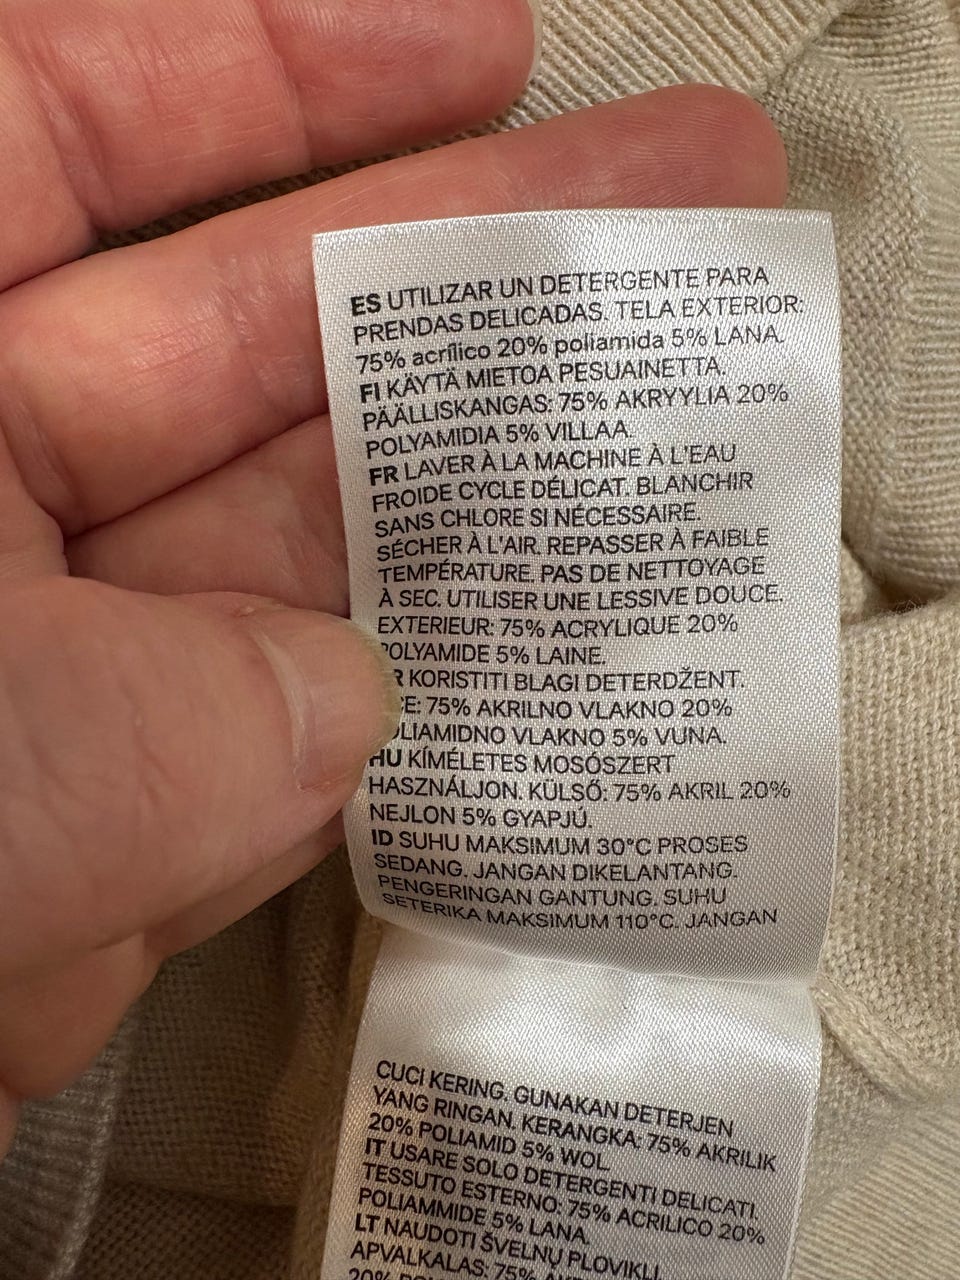 ES UTILIZAR UN DETERGENTE PARA
PRENDAS DELICADAS. TELA EXTERIOR:
75% acrílico 20% poliamida 5% LANA.
FI KÄYTÄ MIETOA PESUAINETTA.
PÄÄLLISKANGAS: 75% AKRYYLIA 20%
POLYAMIDIA 5% VILLAA.
FR LAVER À LA MACHINE À L'EAU
FROIDE CYCLE DÉLICAT. BLANCHIR
SANS CHLORE SI NÉCESSAIRE.
SÉCHER À L'AIR. REPASSER À FAIBLE
TEMPÉRATURE. PAS DE NETTOYAGE
À SEC. UTILISER UNE LESSIVE DOUCE.
EXTERIEUR: 75% ACRYLIQUE 20%
POLYAMIDE 5% LAINE.
R KORISTITI BLAGI DETERDŽENT.
CE: 75% AKRILNO VLAKNO 20%
OLIAMIDNO VLAKNO 5% VUNA.
HU KÍMÉLETES MOSÓSZERT
HASZNÁLJON. KÜLSŐ: 75% AKRIL 20%
NEJLON 5% GYAPJÚ.
ID SUHU MAKSIMUM 30°C PROSES
SEDANG. JANGAN DIKELANTANG.
PENGERINGAN GANTUNG. SUHU
SETERIKA MAKSIMUM 110°C. JANGAN
CUCI KERING. GUNAKAN DETERJEN
YANG RINGAN. KERANGKA: 75% AKRILIK
20% POLIAMID 5% WOL
IT USARE SOLO DETERGENTI DELICATI.
TESSUTO ESTERNO: 75% ACRILICO 20%
POLIAMMIDE 5% LANA.
LT NAUDOTI ŠVELNŲ PLOVIKLĮ.
APVALKALAS: 75%
20%